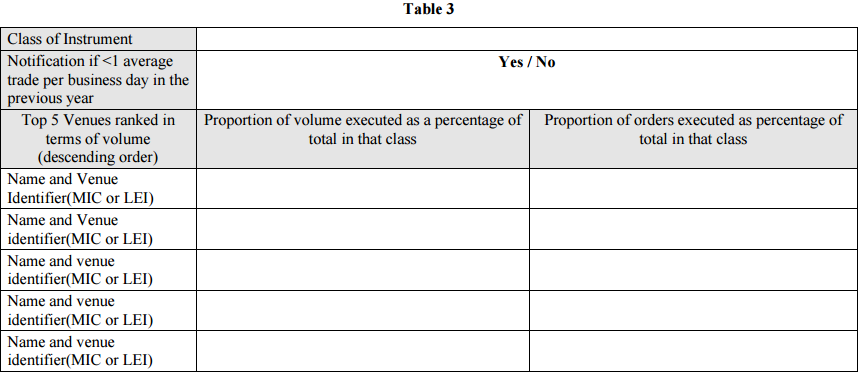 Table 3
Class of Instrument
Notification if <1 average
trade per business day in the
previous year
Yes / No
Top 5 Venues ranked in
terms of volume
(descending order)
Proportion of volume executed as a percentage of
total in that class
Proportion of orders executed as percentage of
total in that class
Name and Venue
Identifier(MIC or LEI)
Name and Venue
identifier(MIC or LEI)
Name and venue
identifier(MIC or LEI)
Name and venue
identifier(MIC or LEI)
Name and venue
identifier(MIC or LEI)